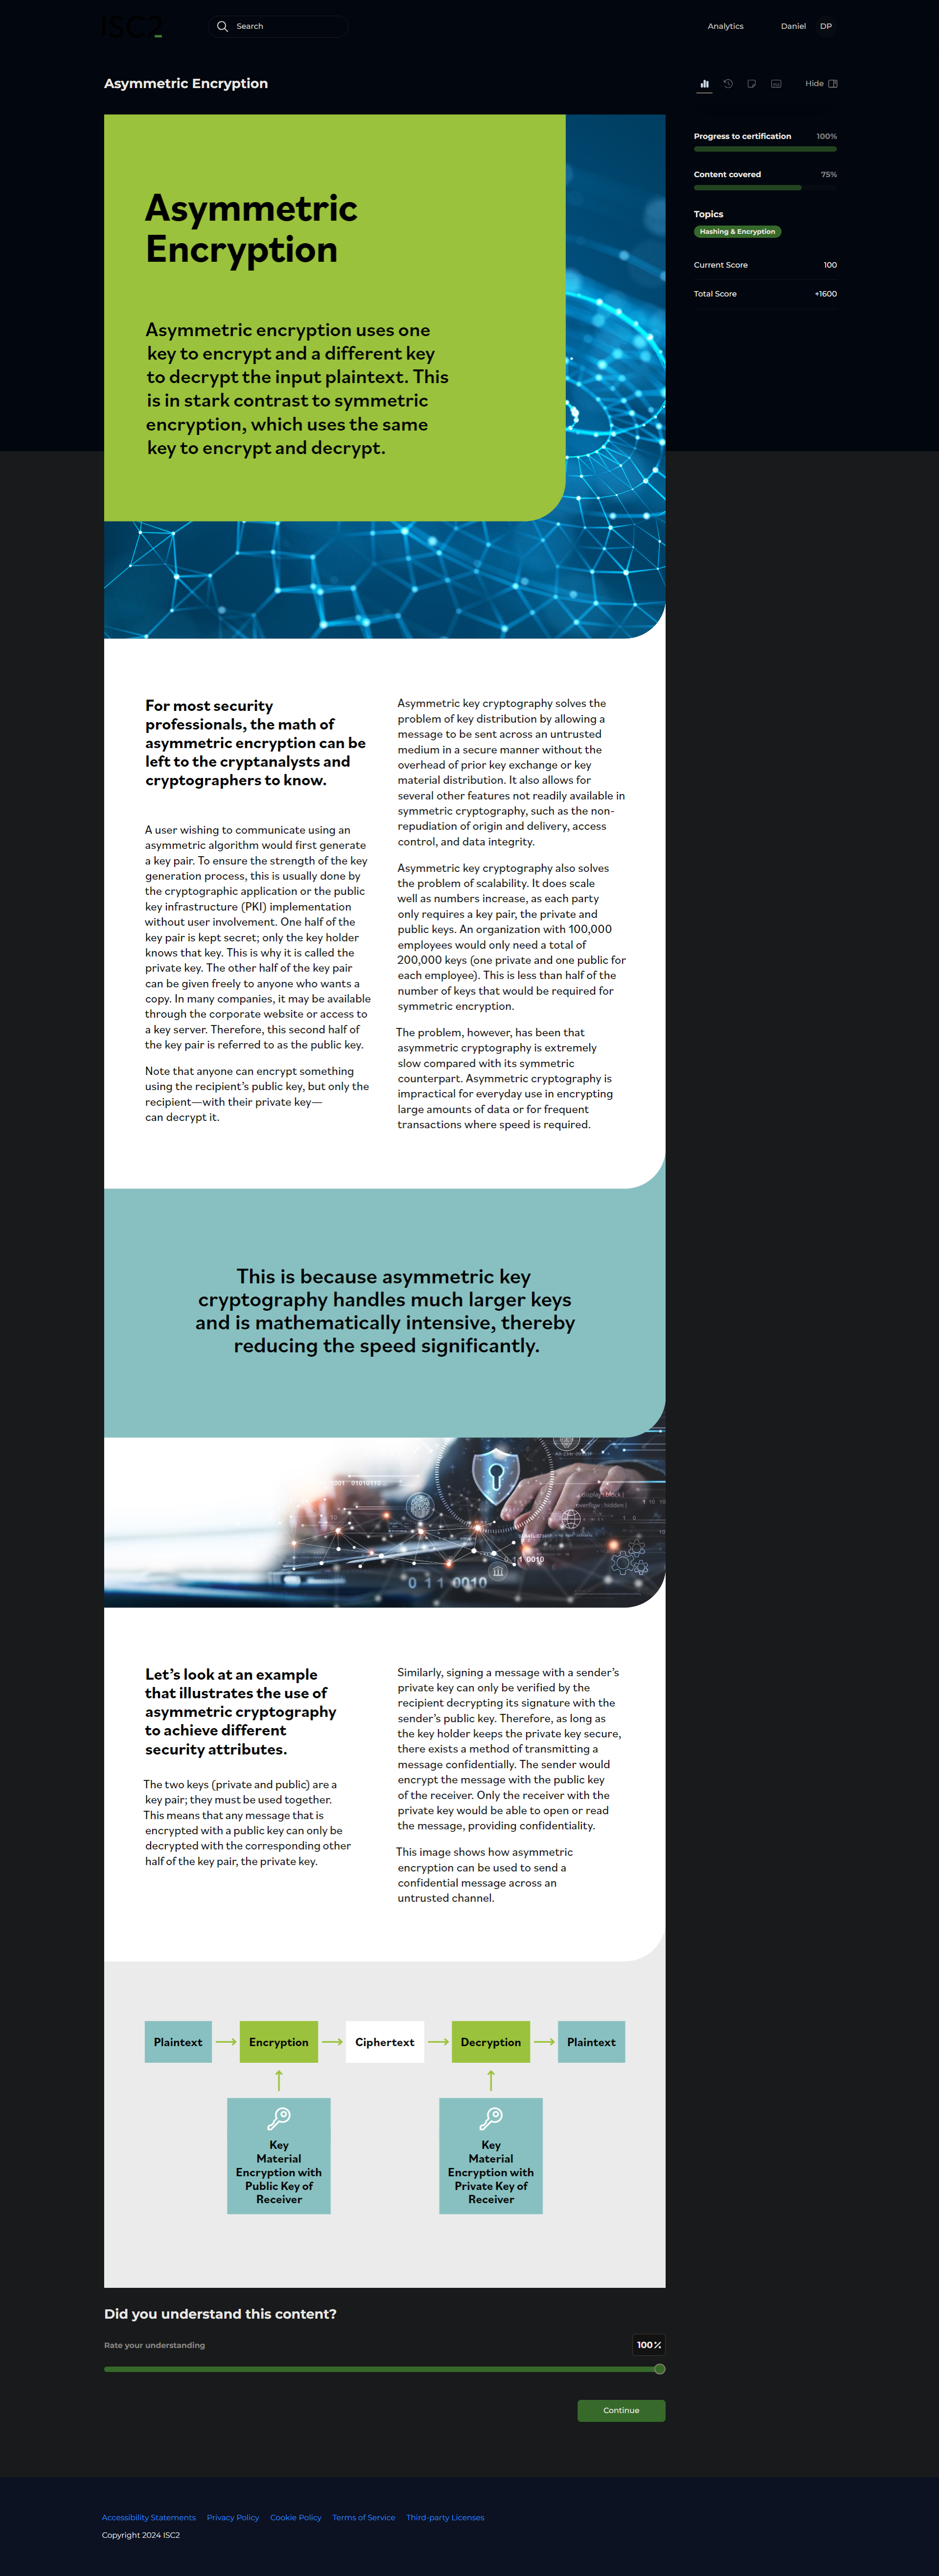 ISC2
Search
Analytics
Daniel
DP
Asymmetric Encryption
Hide
Progress to certification 100%
Content covered 75%
Topics
Hashing & Encryption
Current Score 100
Total Score +1600
Asymmetric
Encryption
Asymmetric encryption uses one
key to encrypt and a different key
to decrypt the input plaintext. This
is in stark contrast to symmetric
encryption, which uses the same
key to encrypt and decrypt.
For most security
professionals, the math of
asymmetric encryption can be
left to the cryptanalysts and
cryptographers to know.
A user wishing to communicate using an
asymmetric algorithm would first generate
a key pair. To ensure the strength of the key
generation process, this is usually done by
the cryptographic application or the public
key infrastructure (PKI) implementation
without user involvement. One half of the
key pair is kept secret; only the key holder
knows that key. This is why it is called the
private key. The other half of the key pair
can be given freely to anyone who wants a
copy. In many companies, it may be available
through the corporate website or access to
a key server. Therefore, this second half of
the key pair is referred to as the public key.
Note that anyone can encrypt something
using the recipient's public key, but only the
recipient—with their private key—
can decrypt it.
Asymmetric key cryptography solves the
problem of key distribution by allowing a
message to be sent across an untrusted
medium in a secure manner without the
overhead of prior key exchange or key
material distribution. It also allows for
several other features not readily available in
symmetric cryptography, such as the non-
repudiation of origin and delivery, access
control, and data integrity.
Asymmetric key cryptography also solves
the problem of scalability. It does scale
well as numbers increase, as each party
only requires a key pair, the private and
public keys. An organization with 100,000
employees would only need a total of
200,000 keys (one private and one public for
each employee). This is less than half of the
number of keys that would be required for
symmetric encryption.
The problem, however, has been that
asymmetric cryptography is extremely
slow compared with its symmetric
counterpart. Asymmetric cryptography is
impractical for everyday use in encrypting
large amounts of data or for frequent
transactions where speed is required.
This is because asymmetric key
cryptography handles much larger keys
and is mathematically intensive, thereby
reducing the speed significantly.
1001 01010110
display : block |
overflow : hidden |
1 10 10
1 0
10
0 1 1 0010
0 1 1 0010
Let's look at an example
that illustrates the use of
asymmetric cryptography
to achieve different
security attributes.
The two keys (private and public) are a
key pair; they must be used together.
This means that any message that is
encrypted with a public key can only be
decrypted with the corresponding other
half of the key pair, the private key.
Similarly, signing a message with a sender's
private key can only be verified by the
recipient decrypting its signature with the
sender's public key. Therefore, as long as
the key holder keeps the private key secure,
there exists a method of transmitting a
message confidentially. The sender would
encrypt the message with the public key
of the receiver. Only the receiver with the
private key would be able to open or read
the message, providing confidentiality.
This image shows how asymmetric
encryption can be used to send a
confidential message across an
untrusted channel.
Plaintext
Encryption
Ciphertext
Decryption
Plaintext
Key
Material
Encryption with
Public Key of
Receiver
Key
Material
Encryption with
Private Key of
Receiver
Did you understand this content?
Rate your understanding
100%
Continue
Accessibility Statements Privacy Policy Cookie Policy Terms of Service Third-party Licenses
Copyright 2024 ISC2